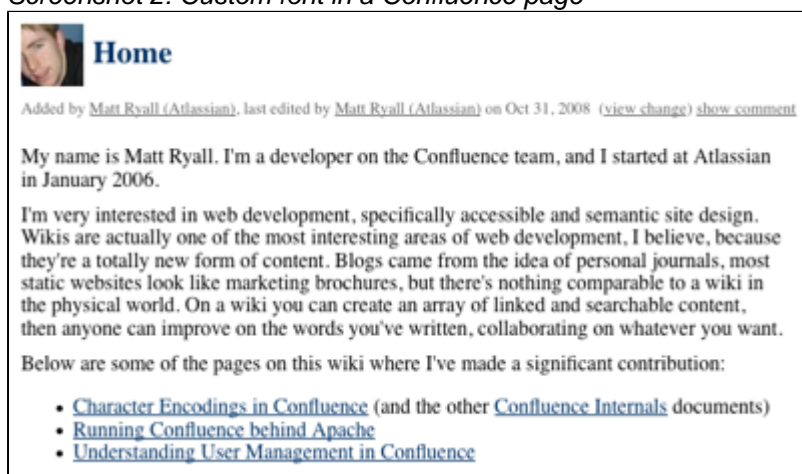 Screenshot 2: Custom font in a Confluence page
Home
Added by Matt Ryall (Atlassian), last edited by Matt Ryall (Atlassian) on Oct 31, 2008 (view change) show comment
My name is Matt Ryall. I'm a developer on the Confluence team, and I started at Atlassian
in January 2006.
I'm very interested in web development, specifically accessible and semantic site design.
Wikis are actually one of the most interesting areas of web development, I believe, because
they're a totally new form of content. Blogs came from the idea of personal journals, most
static websites look like marketing brochures, but there's nothing comparable to a wiki in
the physical world. On a wiki you can create an array of linked and searchable content,
then anyone can improve on the words you've written, collaborating on whatever you want.
Below are some of the pages on this wiki where I've made a significant contribution:
• Character Encodings in Confluence (and the other Confluence Internals documents)
• Running Confluence behind Apache
• Understanding User Management in Confluence